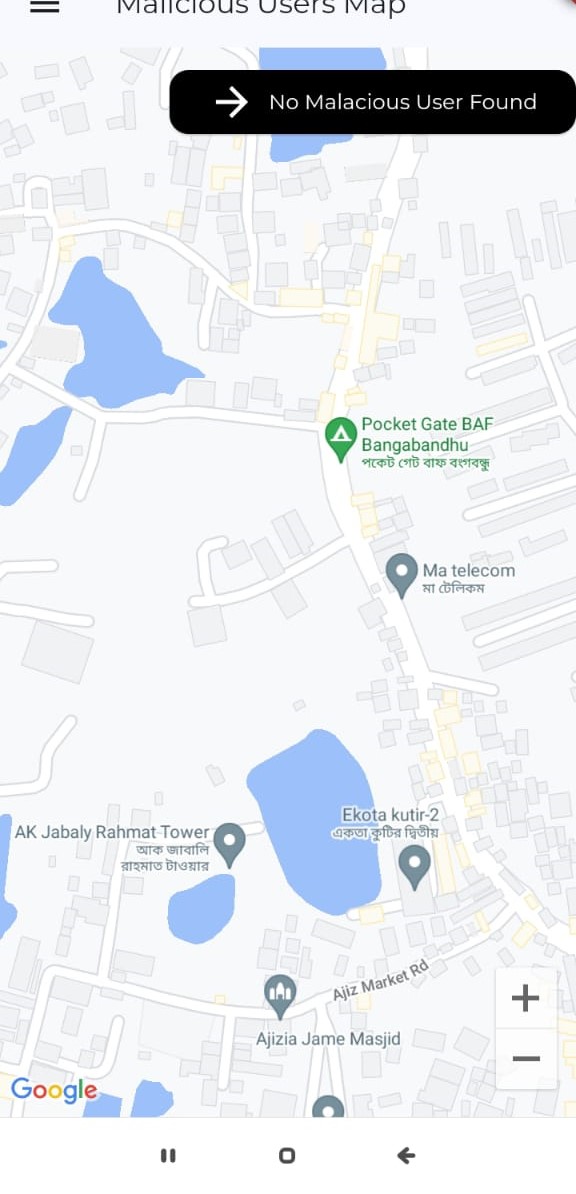 Malicious Users Map
No Malacious User Found
Pocket Gate BAF
Bangabandhu
পকেট গেট বাফ বংগবন্ধু
Ma telecom
মা টেলিকম
Ekota kutir-2
একতা কুটির দ্বিতীয়
AK Jabaly Rahmat Tower
আক জাবালি
রাহমাত টাওয়ার
Ajiz Market Rd
Ajizia Jame Masjid
Google